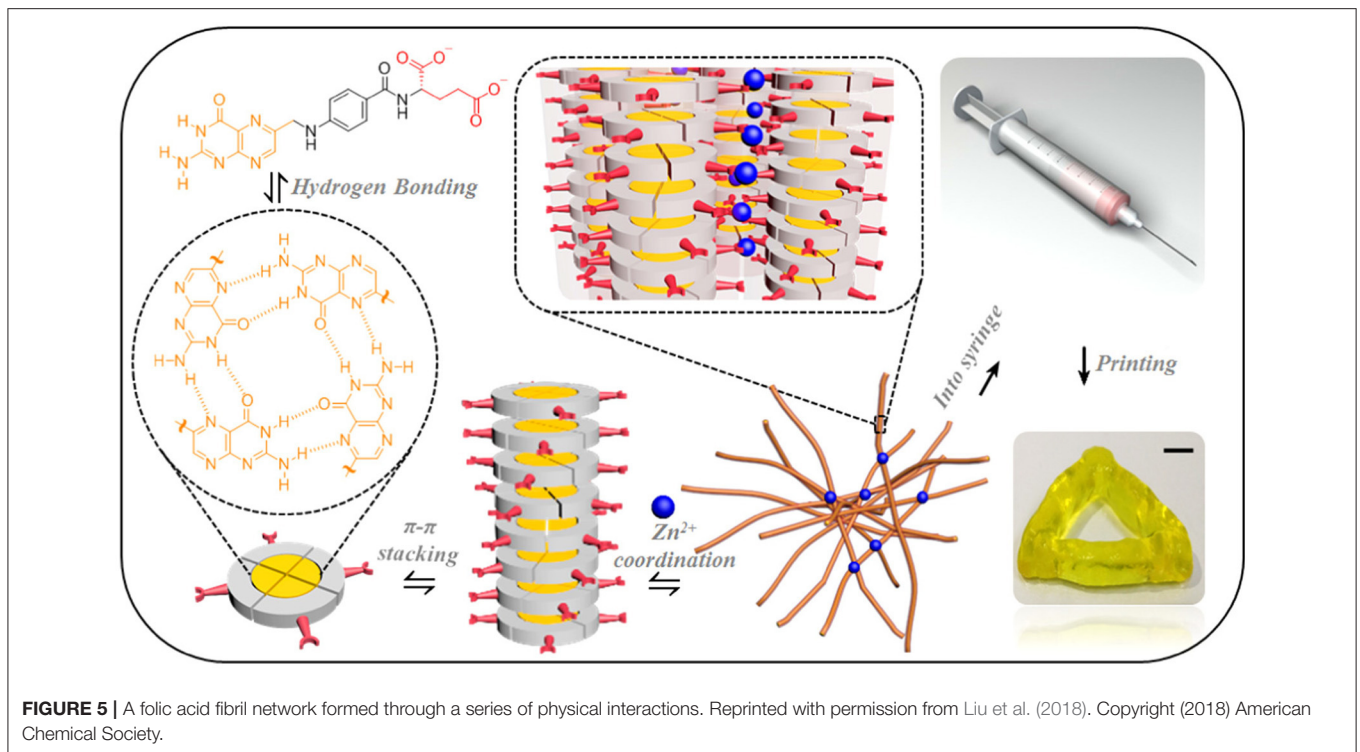 Hydrogen Bonding
π-π
stacking
Zn²⁺
coordination
Into syringe
Printing
O
O⁻
O
O
O⁻
N
H
O
H
N
N
N
N
N
H
H
N
H
FIGURE 5 | A folic acid fibril network formed through a series of physical interactions. Reprinted with permission from Liu et al. (2018). Copyright (2018) American
Chemical Society.